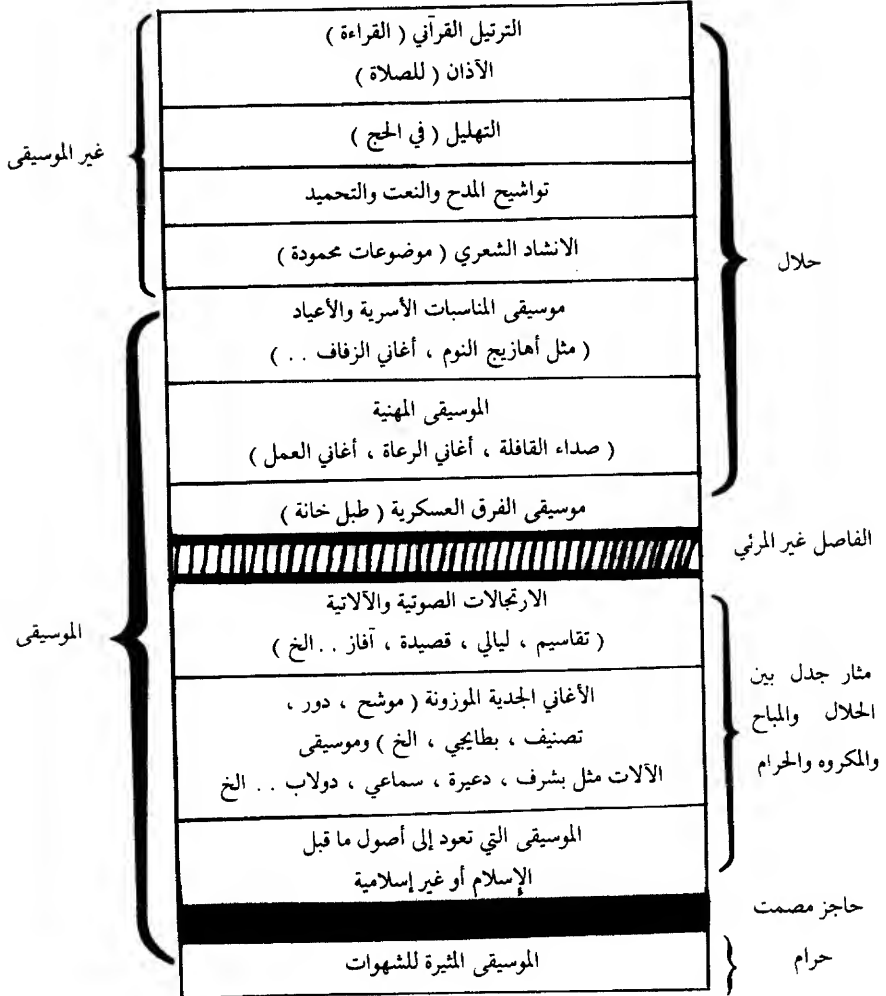 الترتيل القرآني ( القراءة )
الآذان ( للصلاة )
التهليل ( في الحج )
تواشيح المدح والنعت والتحميد
الانشاد الشعري ( موضوعات محمودة )
غير الموسيقى
موسيقى المناسبات الأسرية والأعياد
( مثل أهازيج النوم ، أغاني الزفاف . . )
الموسيقى المهنية
( صداء القافلة ، أغاني الرعاة ، أغاني العمل )
موسيقى الفرق العسكرية ( طبل خانة )
حلال
الفاصل غير المرئي
الارتجالات الصوتية والآلاتية
( تقاسيم ، ليالي ، قصيدة ، آفاز . . الخ )
الأغاني الجدية الموزونة ( موشح ، دور ،
تصنيف ، بطايحي ، الخ ) وموسيقى
الآلات مثل بشرف ، دعيرة ، سماعي ، دولاب . . الخ
الموسيقى التي تعود إلى أصول ما قبل
الإسلام أو غير إسلامية
مثار جدل بين
الحلال والمباح
والمكروه والحرام
الموسيقى
حاجز مصمت
الموسيقى المثيرة للشهوات
حرام